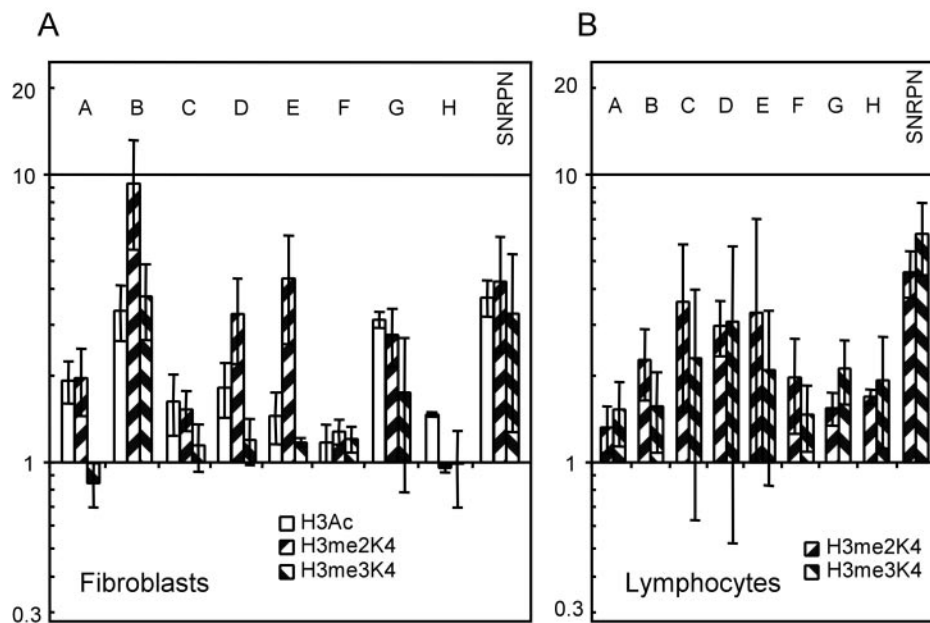 A
B
20
A B C D E F G H SNRPN
10
1
H3Ac
H3me2K4
H3me3K4
Fibroblasts
0.3
20
A B C D E F G H SNRPN
10
1
H3me2K4
H3me3K4
Lymphocytes
0.3